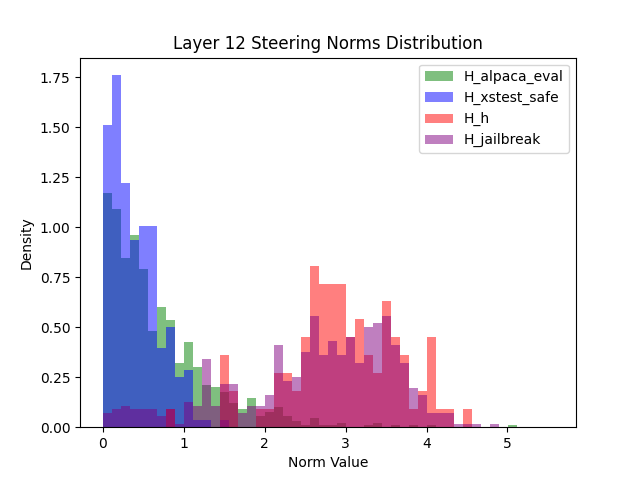 Layer 12 Steering Norms Distribution
H_alpaca_eval
H_xstest_safe
H_h
H_jailbreak
1.75
1.50
1.25
1.00
0.75
0.50
0.25
0.00
Density
0 1 2 3 4 5
Norm Value